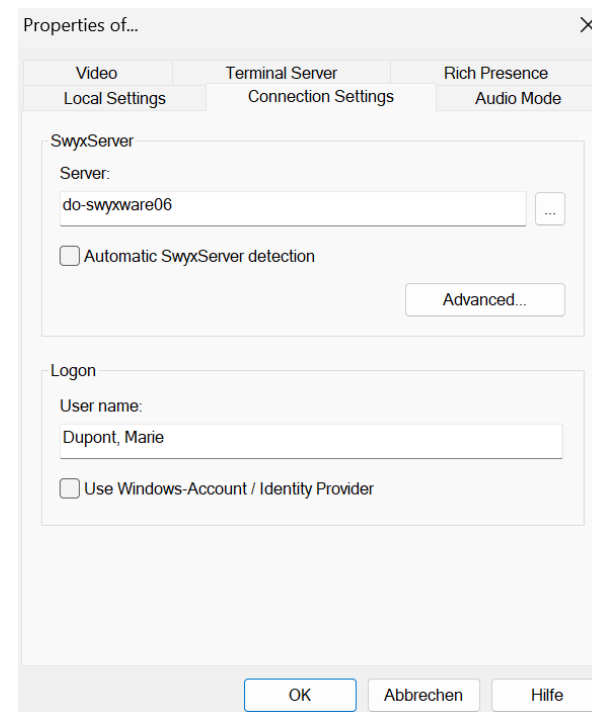 Properties of...
Video Terminal Server Rich Presence
Local Settings Connection Settings Audio Mode
SwyxServer
Server:
do-swyxware06
...
Automatic SwyxServer detection
Advanced...
Logon
User name:
Dupont, Marie
Use Windows-Account / Identity Provider
OK Abbrechen Hilfe